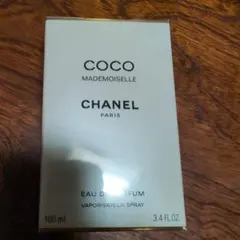 COCO
MADEMOISELLE
CHANEL
PARIS
EAU DE PARFUM
VAPORISATEUR SPRAY
100 ml 3.4 FL.OZ